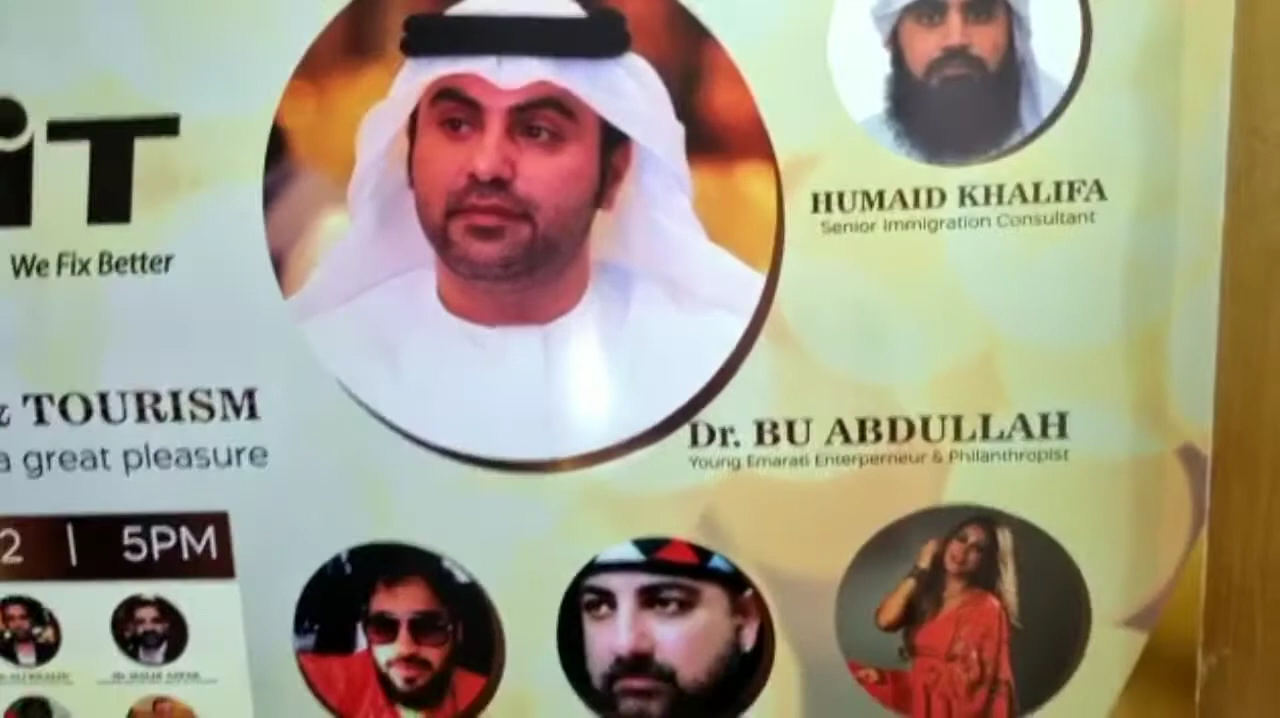 iT
We Fix Better
HUMAID KHALIFA
Senior Immigration Consultant
& TOURISM
a great pleasure
Dr. BU ABDULLAH
Young Emarati Enterperneur & Philanthropist
2 | 5PM